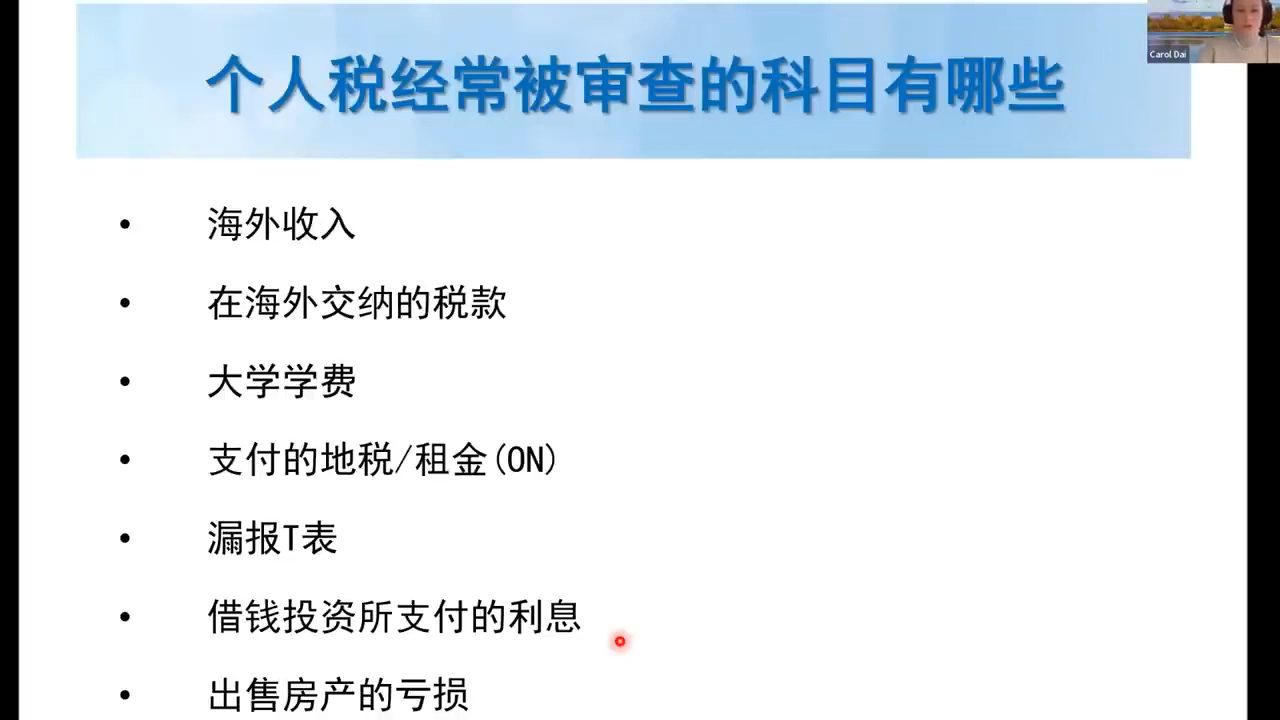 个人税经常被审查的科目有哪些
Carol Dai
• 海外收入
• 在海外交纳的税款
• 大学学费
• 支付的地税/租金(ON)
• 漏报T表
• 借钱投资所支付的利息
• 出售房产的亏损